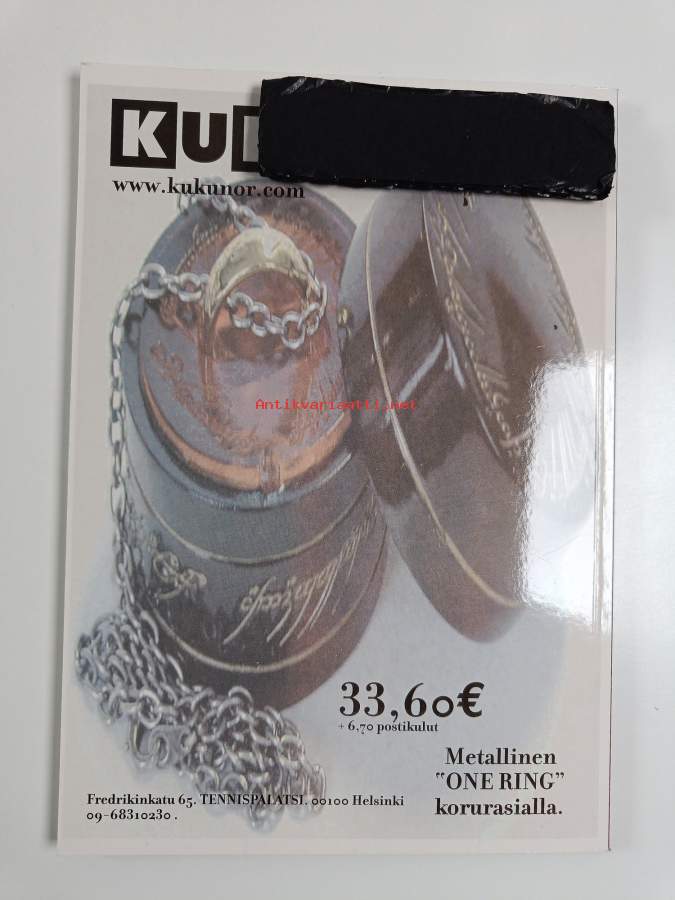 KU
www.kukunor.com
Antikvariaatti.net
33,60€
+ 6,70 postikulut
Metallinen
"ONE RING"
korurasialla.
Fredrikinkatu 65. TENNISPALATSI. 00100 Helsinki
09-68310230 .